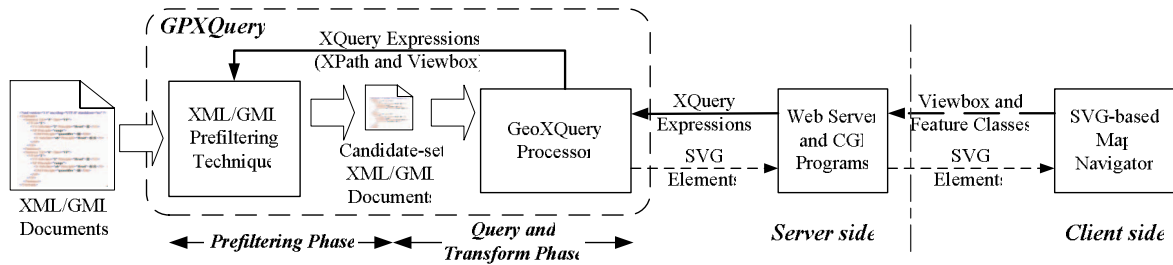 GPXQuery
XQuery Expressions
(XPath and Viewbox)
XML/GML
Prefiltering
Technique
Candidate-set
XML/GML
Documents
GeoXQuery
Processor
XML/GML
Documents
XQuery
Expressions
SVG
Elements
Web Server
and CGI
Programs
Viewbox and
Feature Classes
SVG
Elements
SVG-based
Map
Navigator
Prefiltering Phase
Query and
Transform Phase
Server side
Client side